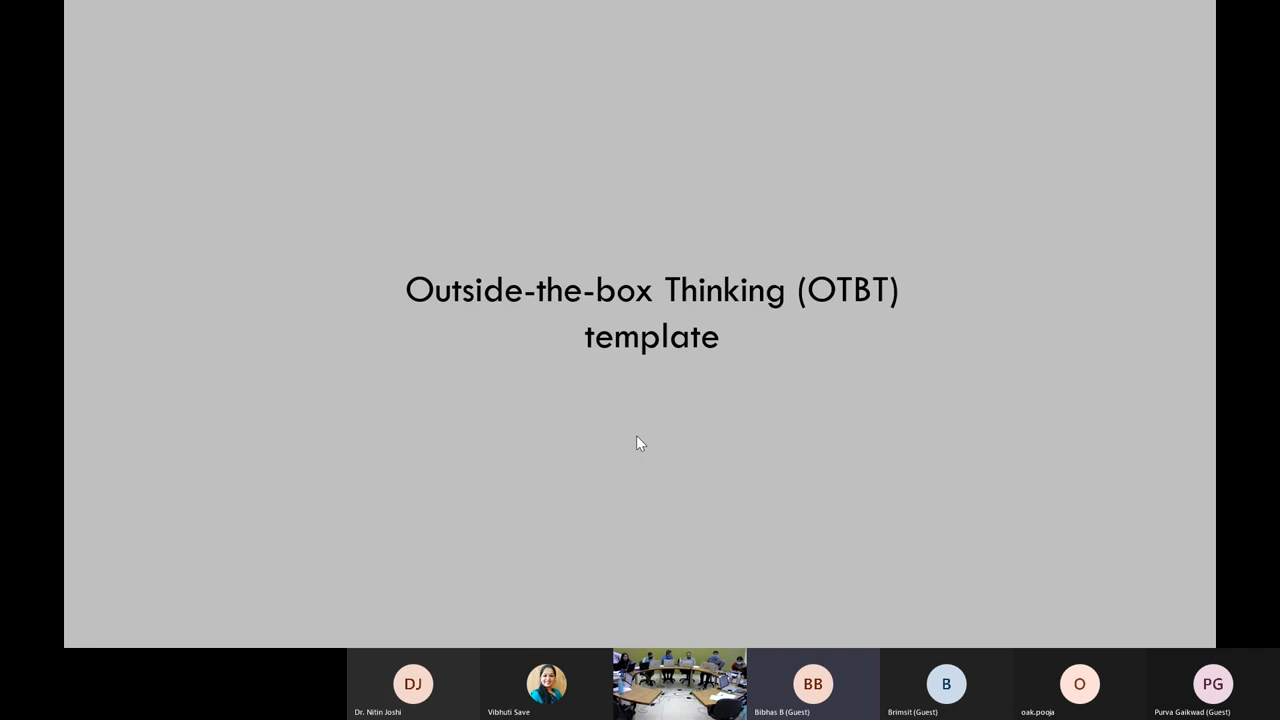 Outside-the-box Thinking (OTBT)
template
DJ
BB
B
O
PG
Dr. Nitin Joshi
Vibhuti Save
Bibhas B (Guest)
Brimsit (Guest)
oak.pooja
Purva Gaikwad (Guest)